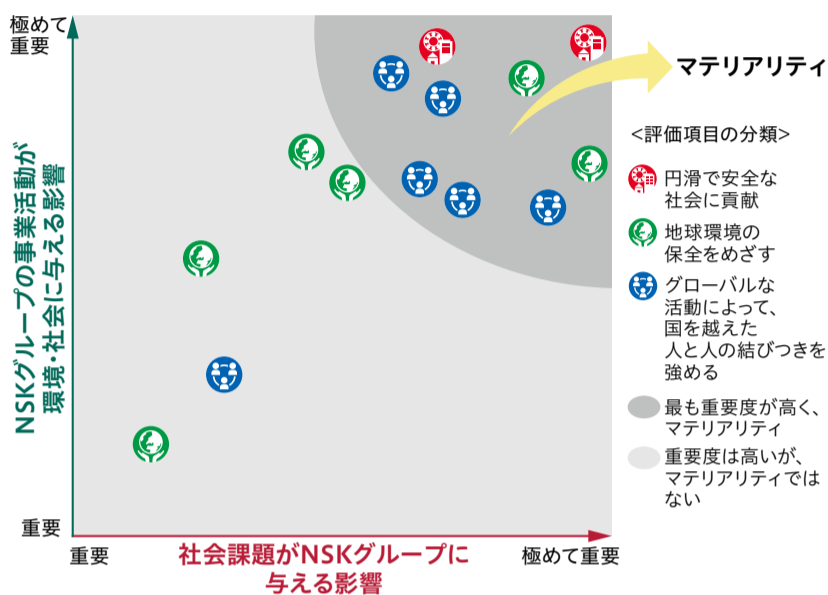 極めて
重要
NSKグループの事業活動が
環境・社会に与える影響
重要
重要
社会課題がNSKグループに
与える影響
極めて重要
マテリアリティ
<評価項目の分類>
円滑で安全な
社会に貢献
地球環境の
保全をめざす
グローバルな
活動によって、
国を越えた
人と人の結びつきを
強める
最も重要度が高く、
マテリアリティ
重要度は高いが、
マテリアリティでは
ない